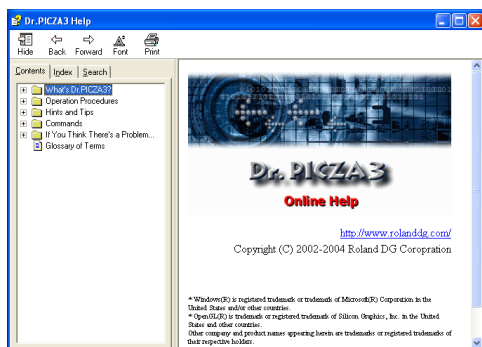 Dr.PICZA3 Help
Hide Back Forward Font Print
Contents Index Search
What's Dr.PICZA3?
Operation Procedures
Hints and Tips
Commands
If You Think There's a Problem...
Glossary of Terms
Dr. PICZA3
Online Help
http://www.rolanddg.com/
Copyright (C) 2002-2004 Roland DG Coropration
* Windows(R) is registered trademark or trademark of Microsoft(R) Corporation in the
United States and/or other countries.
* OpenGL(R) is trademark or registered trademark of Silicon Graphics, Inc. in the United
States and other countries.
Other company and product names appearing herein are trademarks or registered trademarks of
their respective holders.